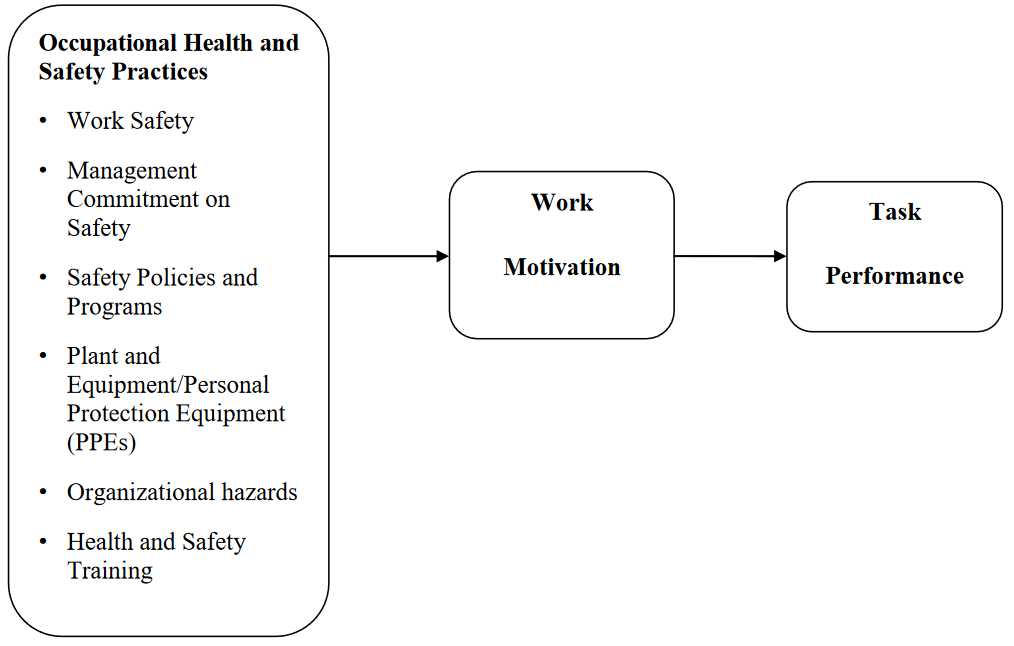 Occupational Health and
Safety Practices
• Work Safety
• Management
Commitment on
Safety
• Safety Policies and
Programs
• Plant and
Equipment/Personal
Protection Equipment
(PPEs)
• Organizational hazards
• Health and Safety
Training
Work
Motivation
Task
Performance